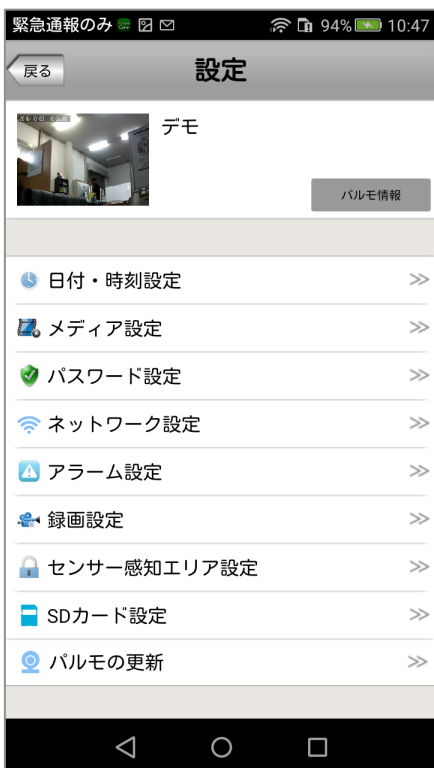 緊急通報のみ 94% 10:47
戻る
設定
デモ
パルモ情報
日付・時刻設定
メディア設定
パスワード設定
ネットワーク設定
アラーム設定
録画設定
センサー感知エリア設定
SDカード設定
パルモの更新